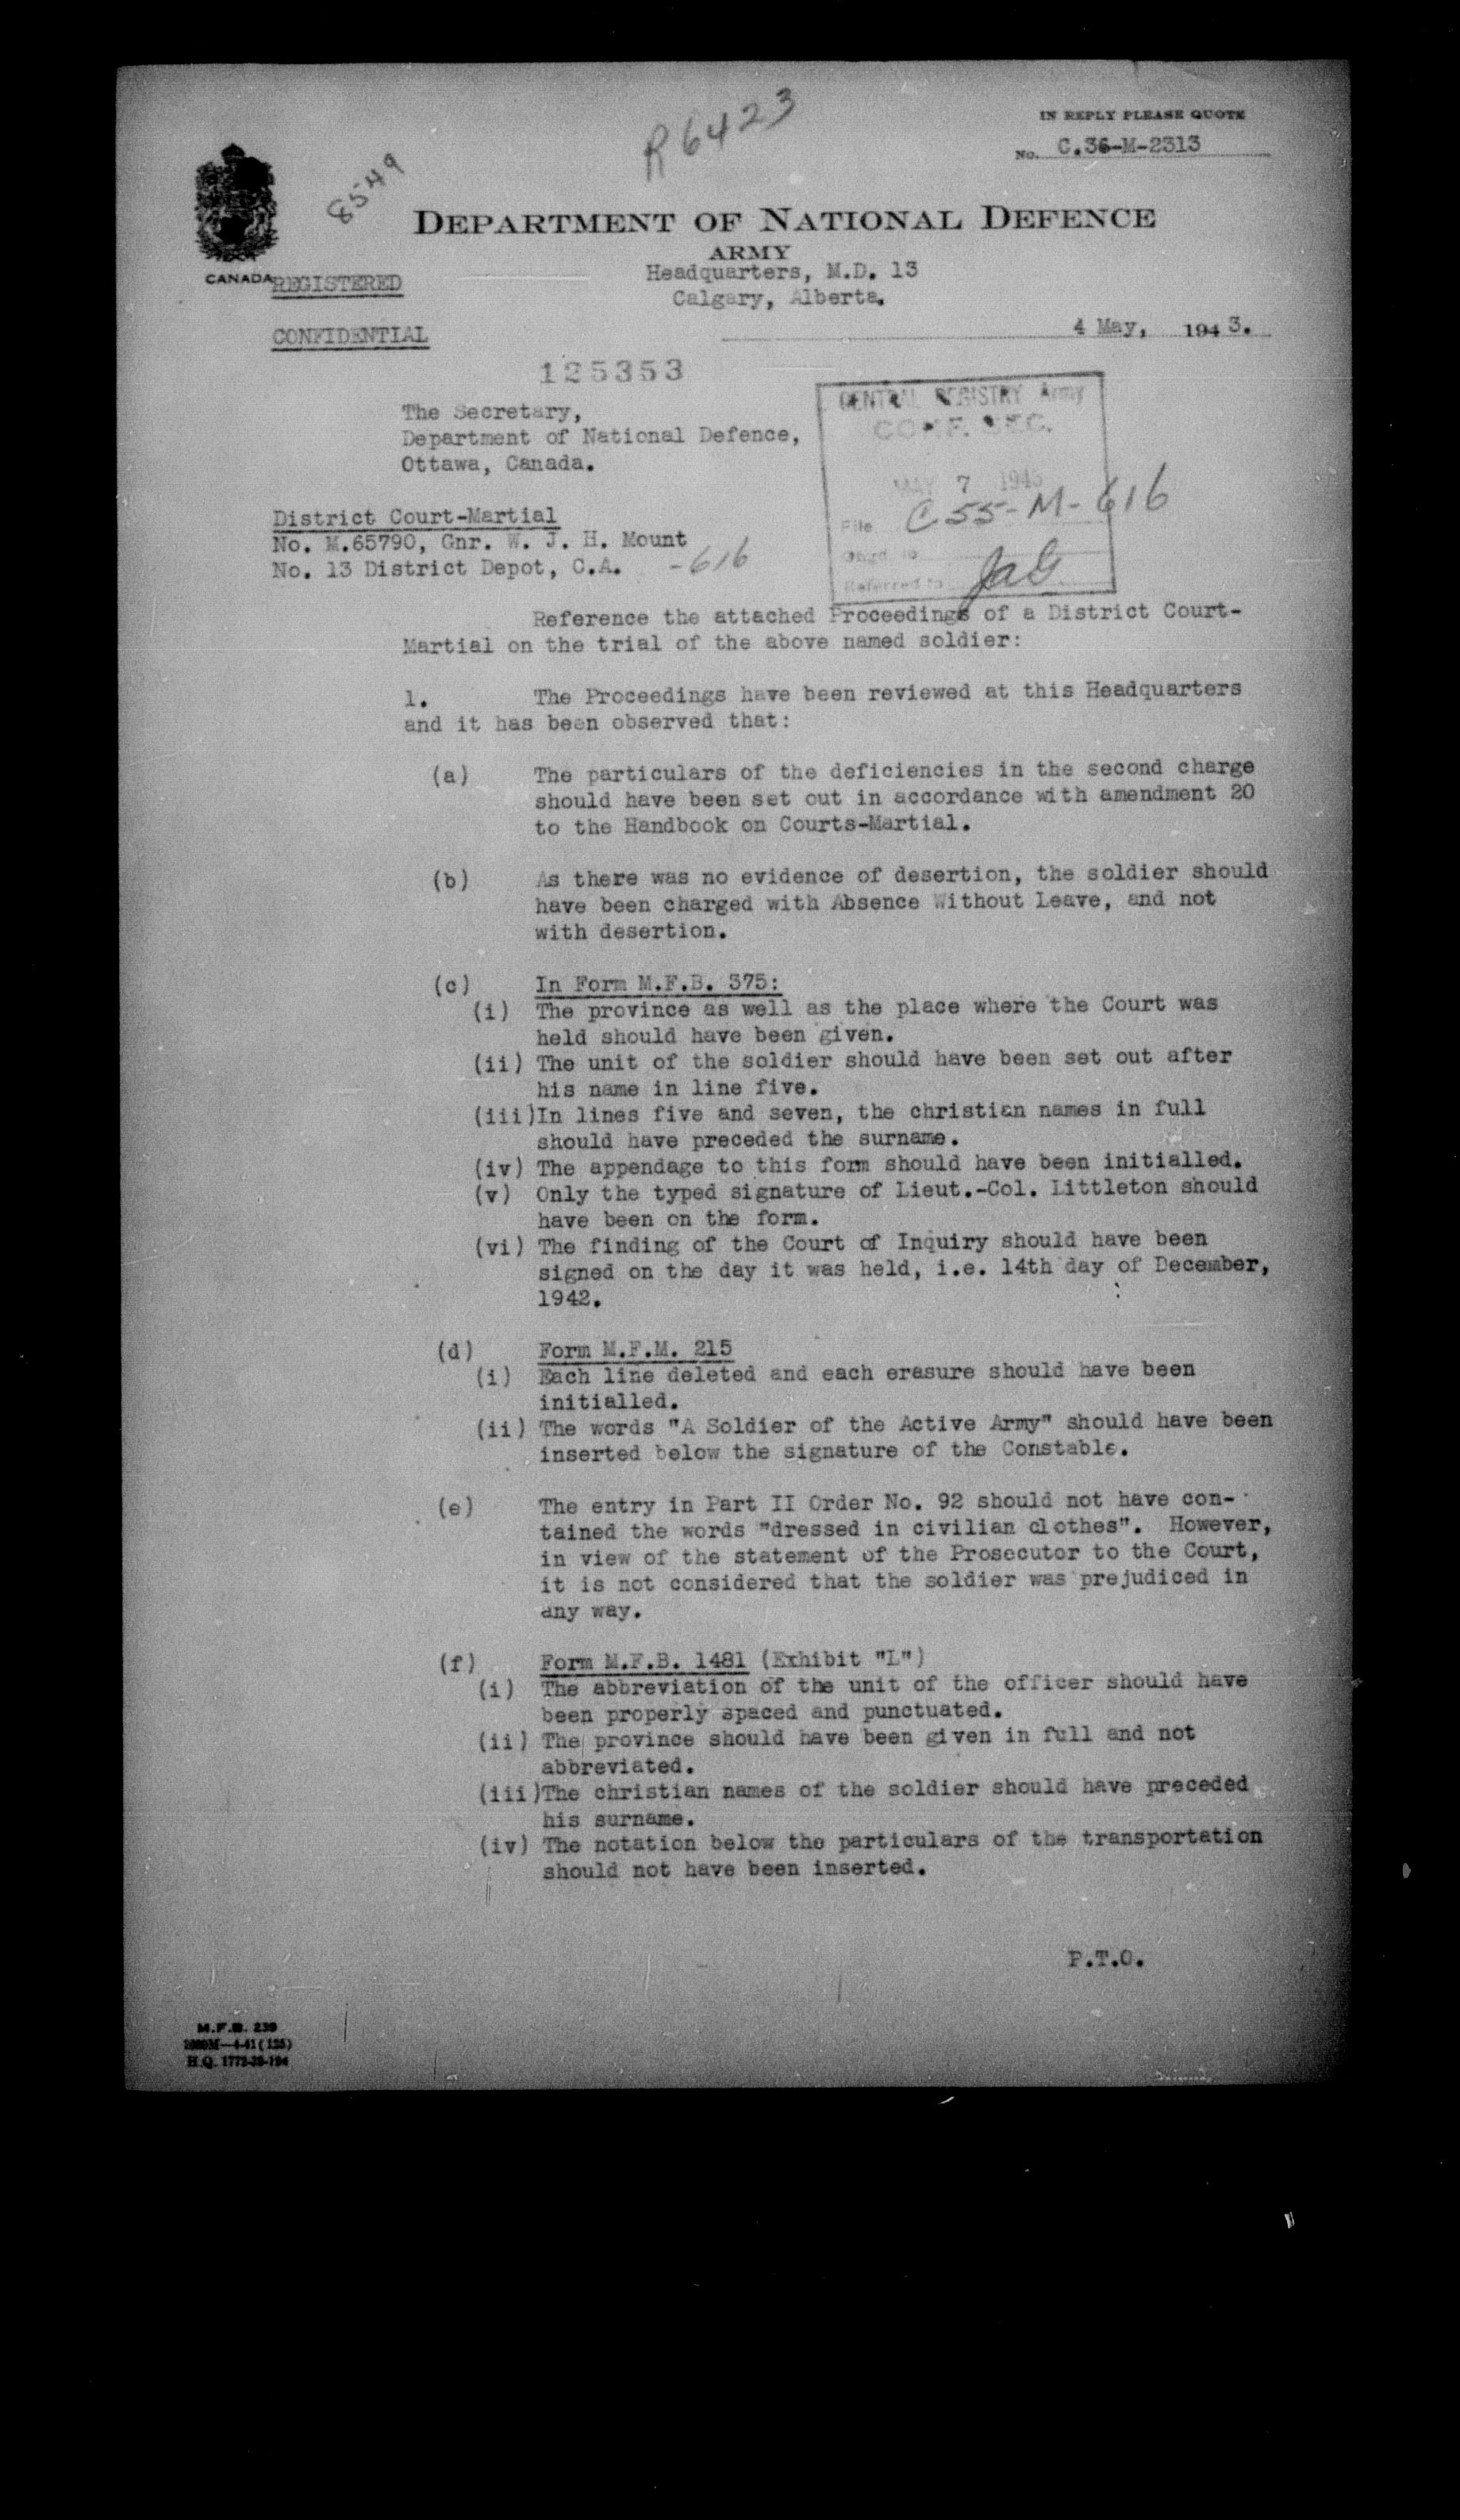 R6423
IN REPLY PLEASE QUOTE
No. C.36-M-2313
8549
DEPARTMENT OF NATIONAL DEFENCE
ARMY
CANADA
REGISTERED
Headquarters, M.D. 13
Calgary, Alberta.
CONFIDENTIAL
4 May, 1943.
125353
CENTRAL REGISTRY Army
CONF. SEC.
MAY 7 1943
File C 55-M-616
Chgd to
Referred to JAG
The Secretary,
Department of National Defence,
Ottawa, Canada.
District Court-Martial
No. M.65790, Gnr. W. J. H. Mount
No. 13 District Depot, C.A. -616
Reference the attached Proceedings of a District Court-
Martial on the trial of the above named soldier:
1. The Proceedings have been reviewed at this Headquarters
and it has been observed that:
(a) The particulars of the deficiencies in the second charge
should have been set out in accordance with amendment 20
to the Handbook on Courts-Martial.
(b) As there was no evidence of desertion, the soldier should
have been charged with Absence Without Leave, and not
with desertion.
(c) In Form M.F.B. 375:
(i) The province as well as the place where the Court was
held should have been given.
(ii) The unit of the soldier should have been set out after
his name in line five.
(iii)In lines five and seven, the christian names in full
should have preceded the surname.
(iv) The appendage to this form should have been initialled.
(v) Only the typed signature of Lieut.-Col. Littleton should
have been on the form.
(vi) The finding of the Court of Inquiry should have been
signed on the day it was held, i.e. 14th day of December,
1942.
(d) Form M.F.M. 215
(i) Each line deleted and each erasure should have been
initialled.
(ii) The words "A Soldier of the Active Army" should have been
inserted below the signature of the Constable.
(e) The entry in Part II Order No. 92 should not have con-
tained the words "dressed in civilian clothes". However,
in view of the statement of the Prosecutor to the Court,
it is not considered that the soldier was prejudiced in
any way.
(f) Form M.F.B. 1481 (Exhibit "L")
(i) The abbreviation of the unit of the officer should have
been properly spaced and punctuated.
(ii) The province should have been given in full and not
abbreviated.
(iii)The christian names of the soldier should have preceded
his surname.
(iv) The notation below the particulars of the transportation
should not have been inserted.
P.T.O.
M.F.B. 239
H.Q. 1772-39-194